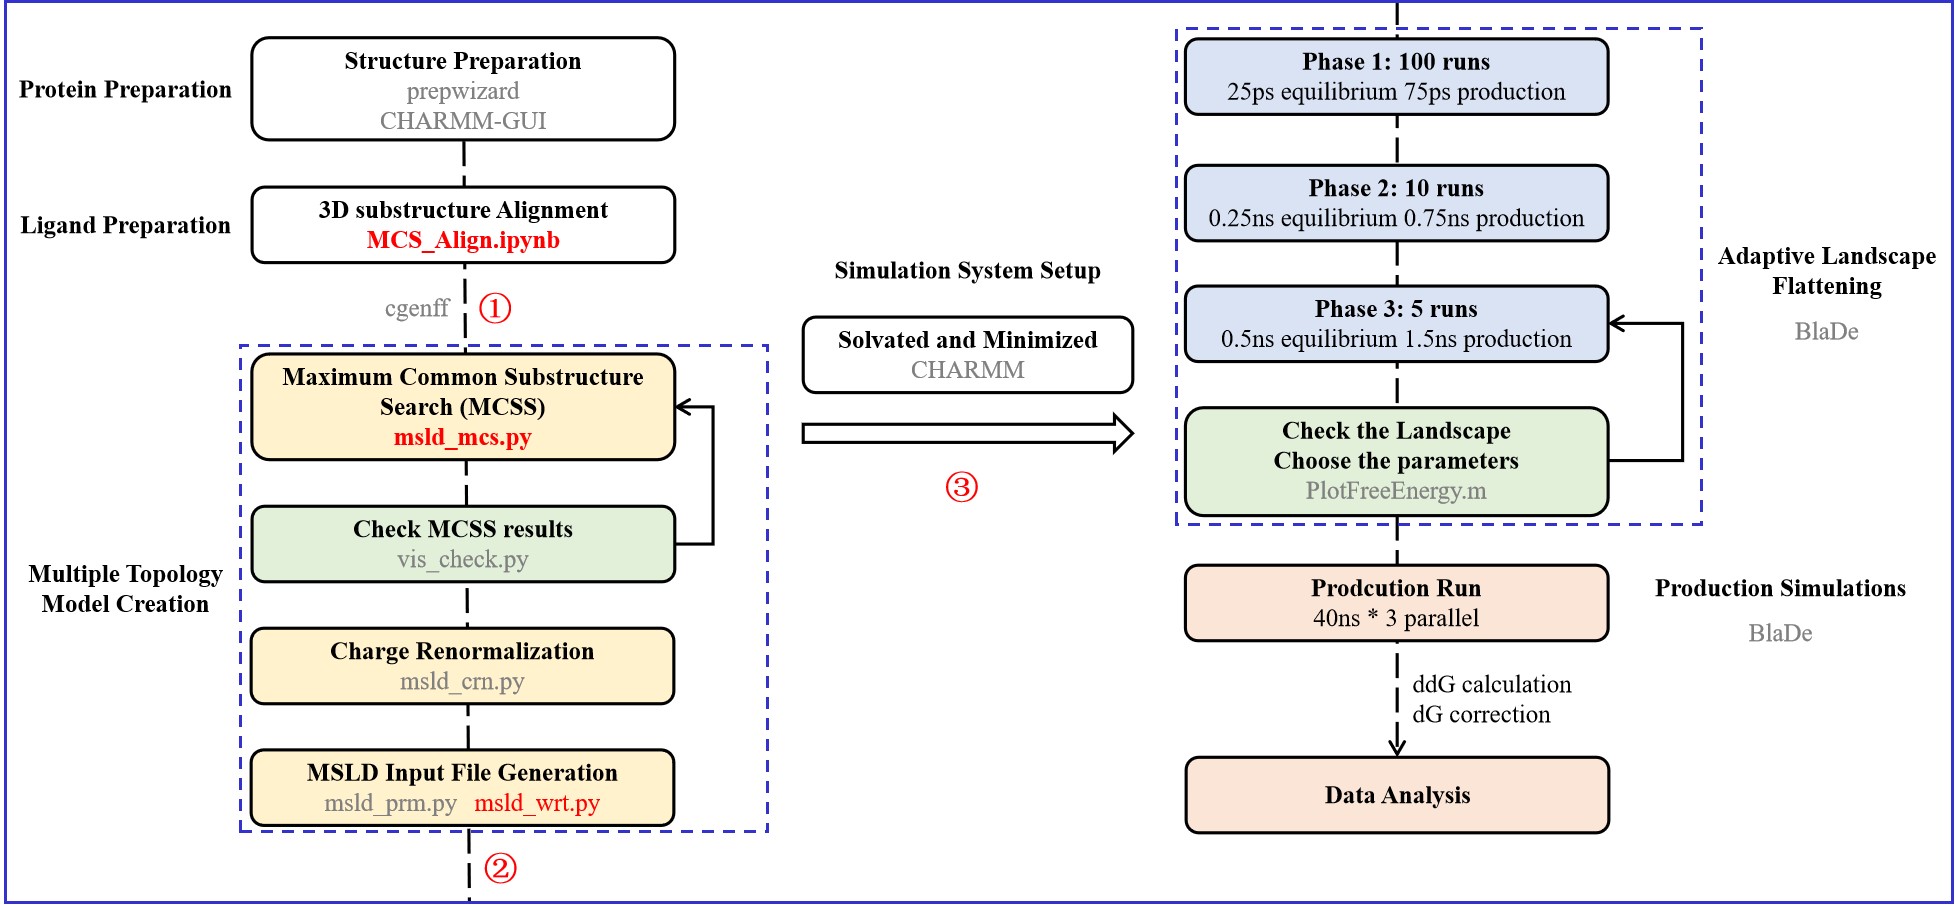 Protein Preparation
Structure Preparation
prepwizard
CHARMM-GUI
Ligand Preparation
3D substructure Alignment
MCS_Align.ipynb
cgenff ①
Multiple Topology
Model Creation
Maximum Common Substructure
Search (MCSS)
msld_mcs.py
Check MCSS results
vis_check.py
Charge Renormalization
msld_crn.py
MSLD Input File Generation
msld_prm.py msld_wrt.py
②
Simulation System Setup
Solvated and Minimized
CHARMM
③
Phase 1: 100 runs
25ps equilibrium 75ps production
Phase 2: 10 runs
0.25ns equilibrium 0.75ns production
Phase 3: 5 runs
0.5ns equilibrium 1.5ns production
Check the Landscape
Choose the parameters
PlotFreeEnergy.m
Adaptive Landscape
Flattening
BlaDe
Prodcution Run
40ns * 3 parallel
Production Simulations
BlaDe
ddG calculation
dG correction
Data Analysis